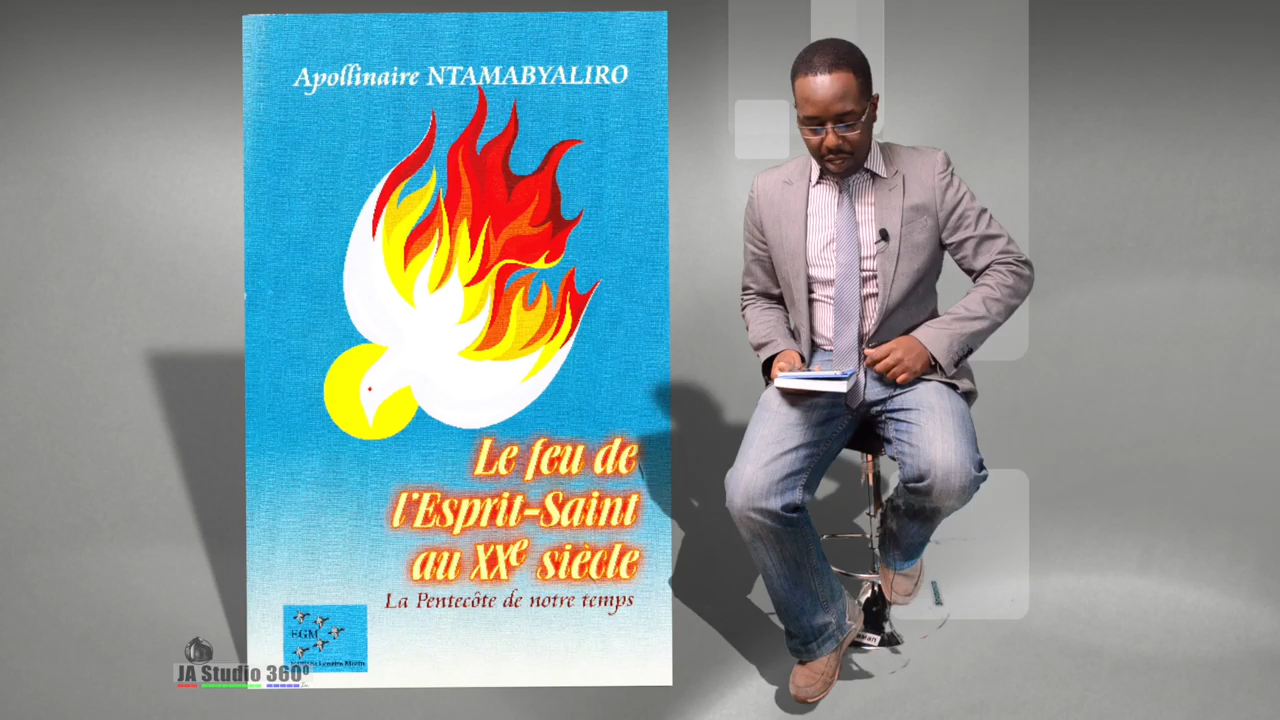 Apollinaire NTAMABYALIRO
Le feu de
l'Esprit-Saint
au XXe siècle
La Pentecôte de notre temps
EGM
JA Studio 360°